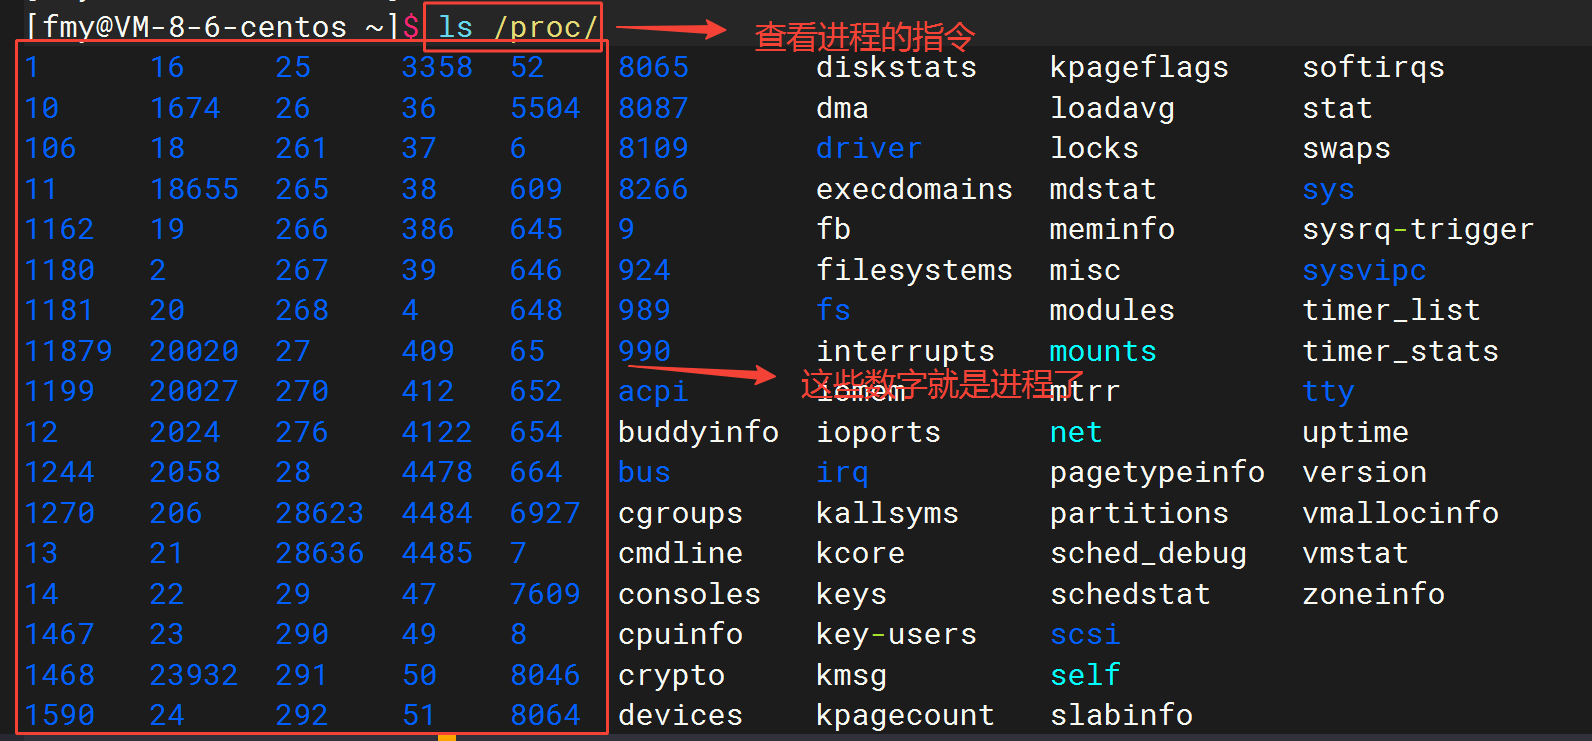 [fmy@VM-8-6-centos ~]$ ls /proc/ 查看进程的指令
1 16 25 3358 52 8065 diskstats kpageflags softirqs
10 1674 26 36 5504 8087 dma loadavg stat
106 18 261 37 6 8109 driver locks swaps
11 18655 265 38 609 8266 execdomains mdstat sys
1162 19 266 386 645 9 fb meminfo sysrq-trigger
1180 2 267 39 646 924 filesystems misc sysvipc
1181 20 268 4 648 989 fs modules timer_list
11879 20020 27 409 65 990 interrupts mounts timer_stats
这些数字就是进程了
1199 20027 270 412 652 acpi iomem mtrr tty
12 2024 276 4122 654 buddyinfo ioports net uptime
1244 2058 28 4478 664 bus irq pagetypeinfo version
1270 206 28623 4484 6927 cgroups kallsyms partitions vmallocinfo
13 21 28636 4485 7 cmdline kcore sched_debug vmstat
14 22 29 47 7609 consoles keys schedstat zoneinfo
1467 23 290 49 8 cpuinfo key-users scsi
1468 23932 291 50 8046 crypto kmsg self
1590 24 292 51 8064 devices kpagecount slabinfo